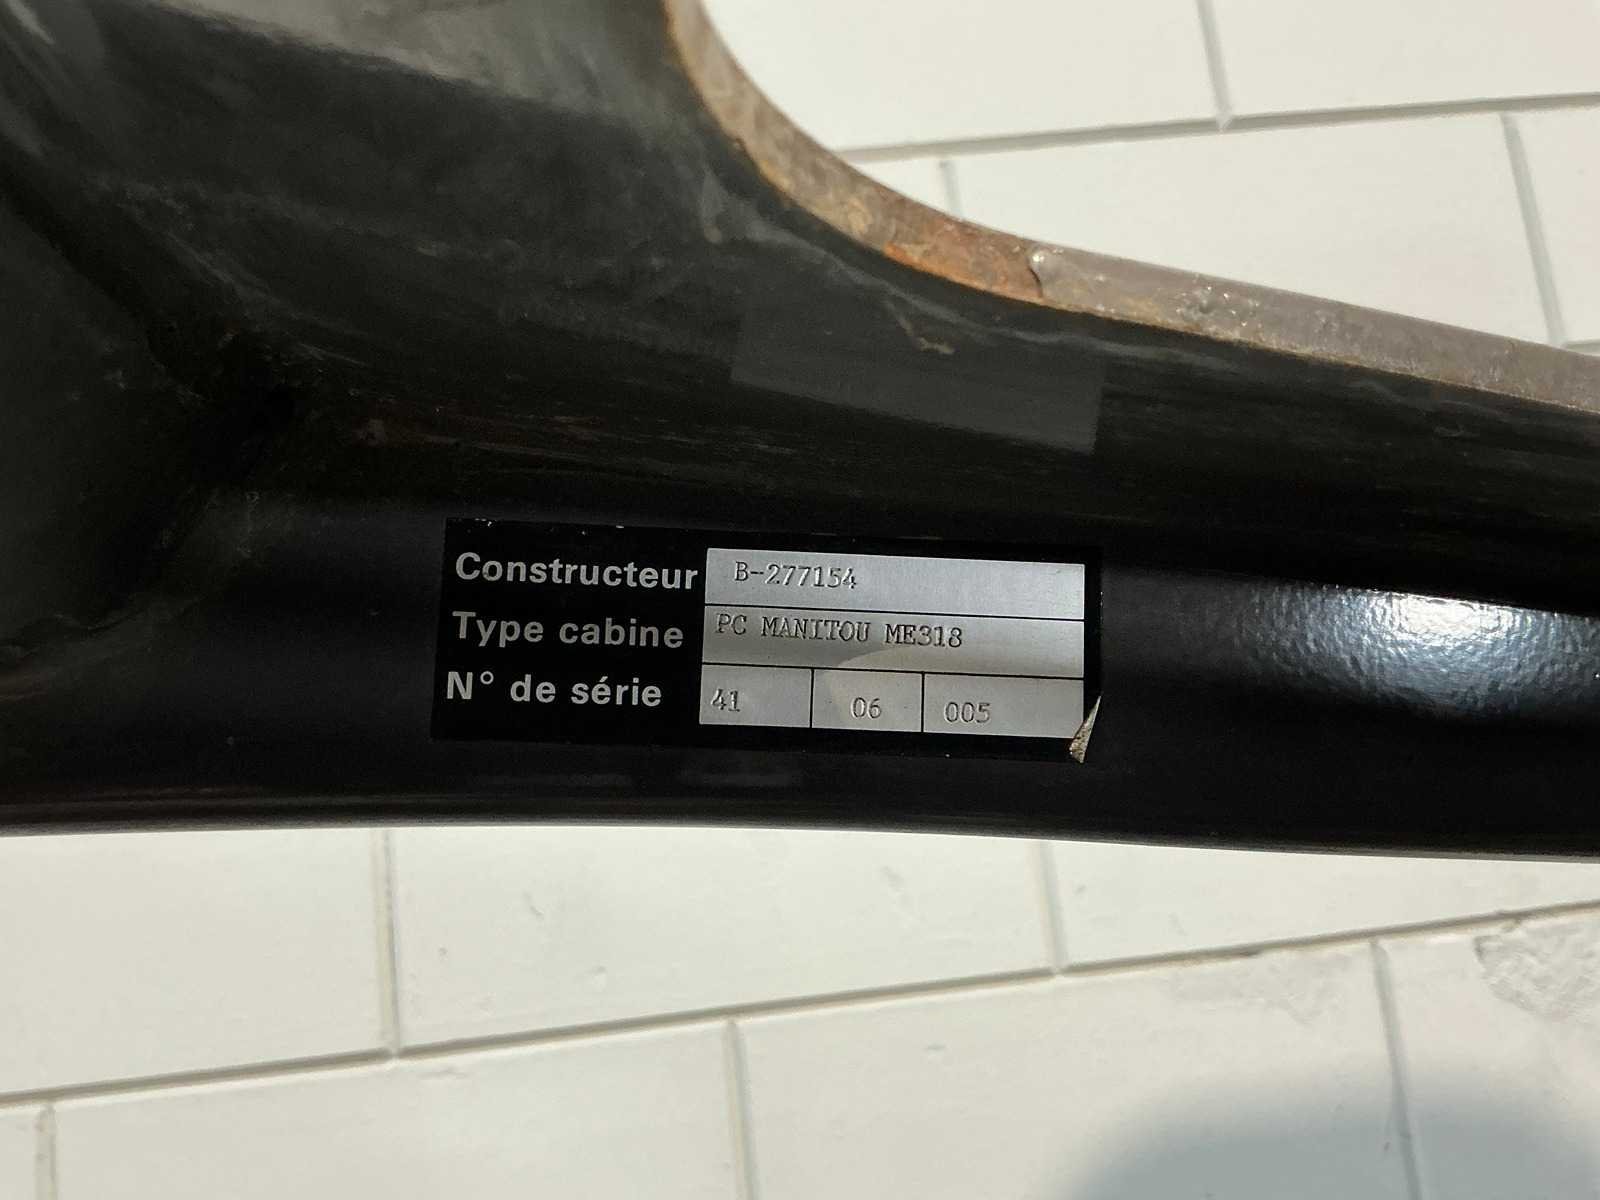 Constructeur B-277154
Type cabine PC MANITOU ME318
N° de série 41 06 005